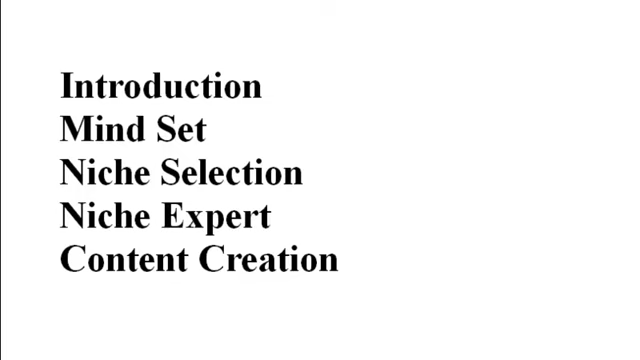 Introduction
Mind Set
Niche Selection
Niche Expert
Content Creation